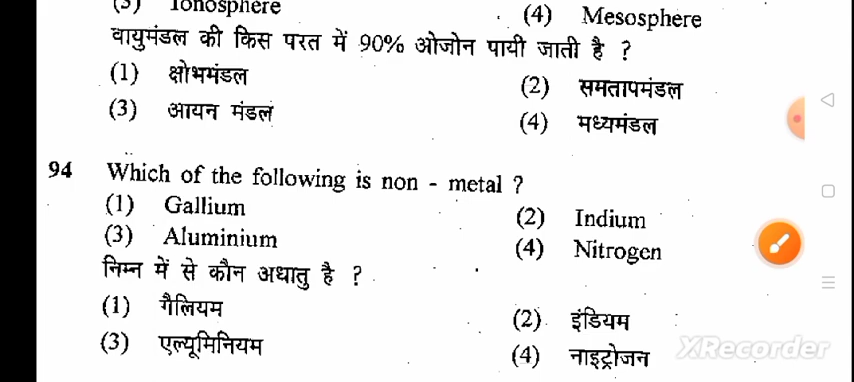 (3) Ionosphere (4) Mesosphere
वायुमंडल की किस परत में 90% ओजोन पायी जाती है ?
(1) क्षोभमंडल (2) समतापमंडल
(3) आयन मंडल (4) मध्यमंडल
94 Which of the following is non - metal ?
(1) Gallium (2) Indium
(3) Aluminium (4) Nitrogen
निम्न में से कौन अधातु है ?
(1) गैलियम (2) इंडियम
(3) एल्यूमिनियम (4) नाइट्रोजन
XRecorder